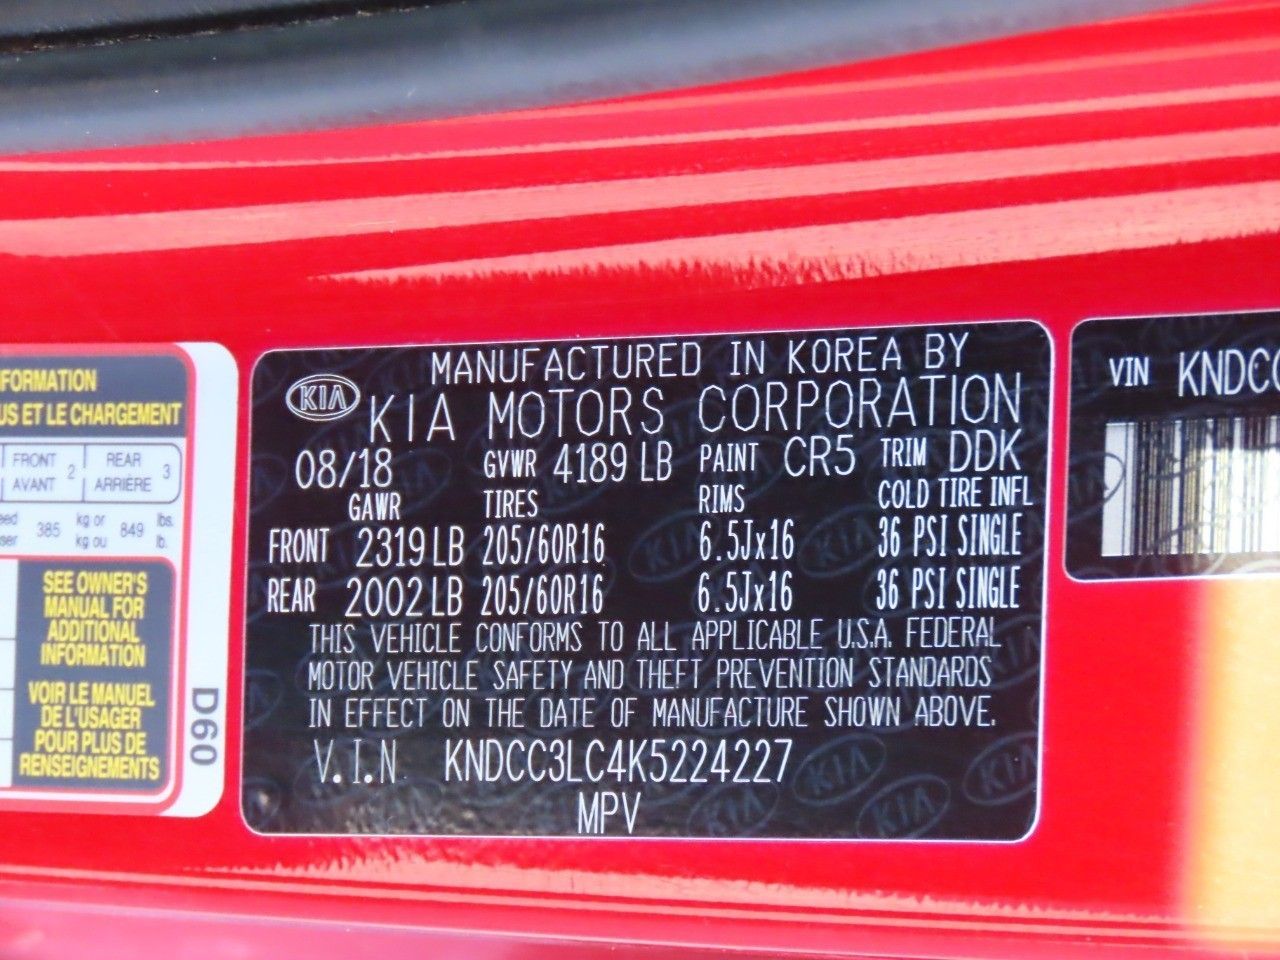 NFORMATION
US ET LE CHARGEMENT
FRONT 2 REAR 3
AVANT ARRIÈRE
385 kg or 849 lbs.
kg ou lb.
SEE OWNER'S
MANUAL FOR
ADDITIONAL
INFORMATION
VOIR LE MANUEL
DE L'USAGER
POUR PLUS DE
RENSEIGNEMENTS
D60
MANUFACTURED IN KOREA BY
KIA KIA MOTORS CORPORATION
08/18 GVWR 4189 LB PAINT CR5 TRIM DDK
GAWR TIRES RIMS COLD TIRE INFL
FRONT 2319 LB 205/60R16 6.5Jx16 36 PSI SINGLE
REAR 2002 LB 205/60R16 6.5Jx16 36 PSI SINGLE
THIS VEHICLE CONFORMS TO ALL APPLICABLE U.S.A. FEDERAL
MOTOR VEHICLE SAFETY AND THEFT PREVENTION STANDARDS
IN EFFECT ON THE DATE OF MANUFACTURE SHOWN ABOVE.
V.I.N KNDCC3LC4K5224227
MPV
VIN KNDCC